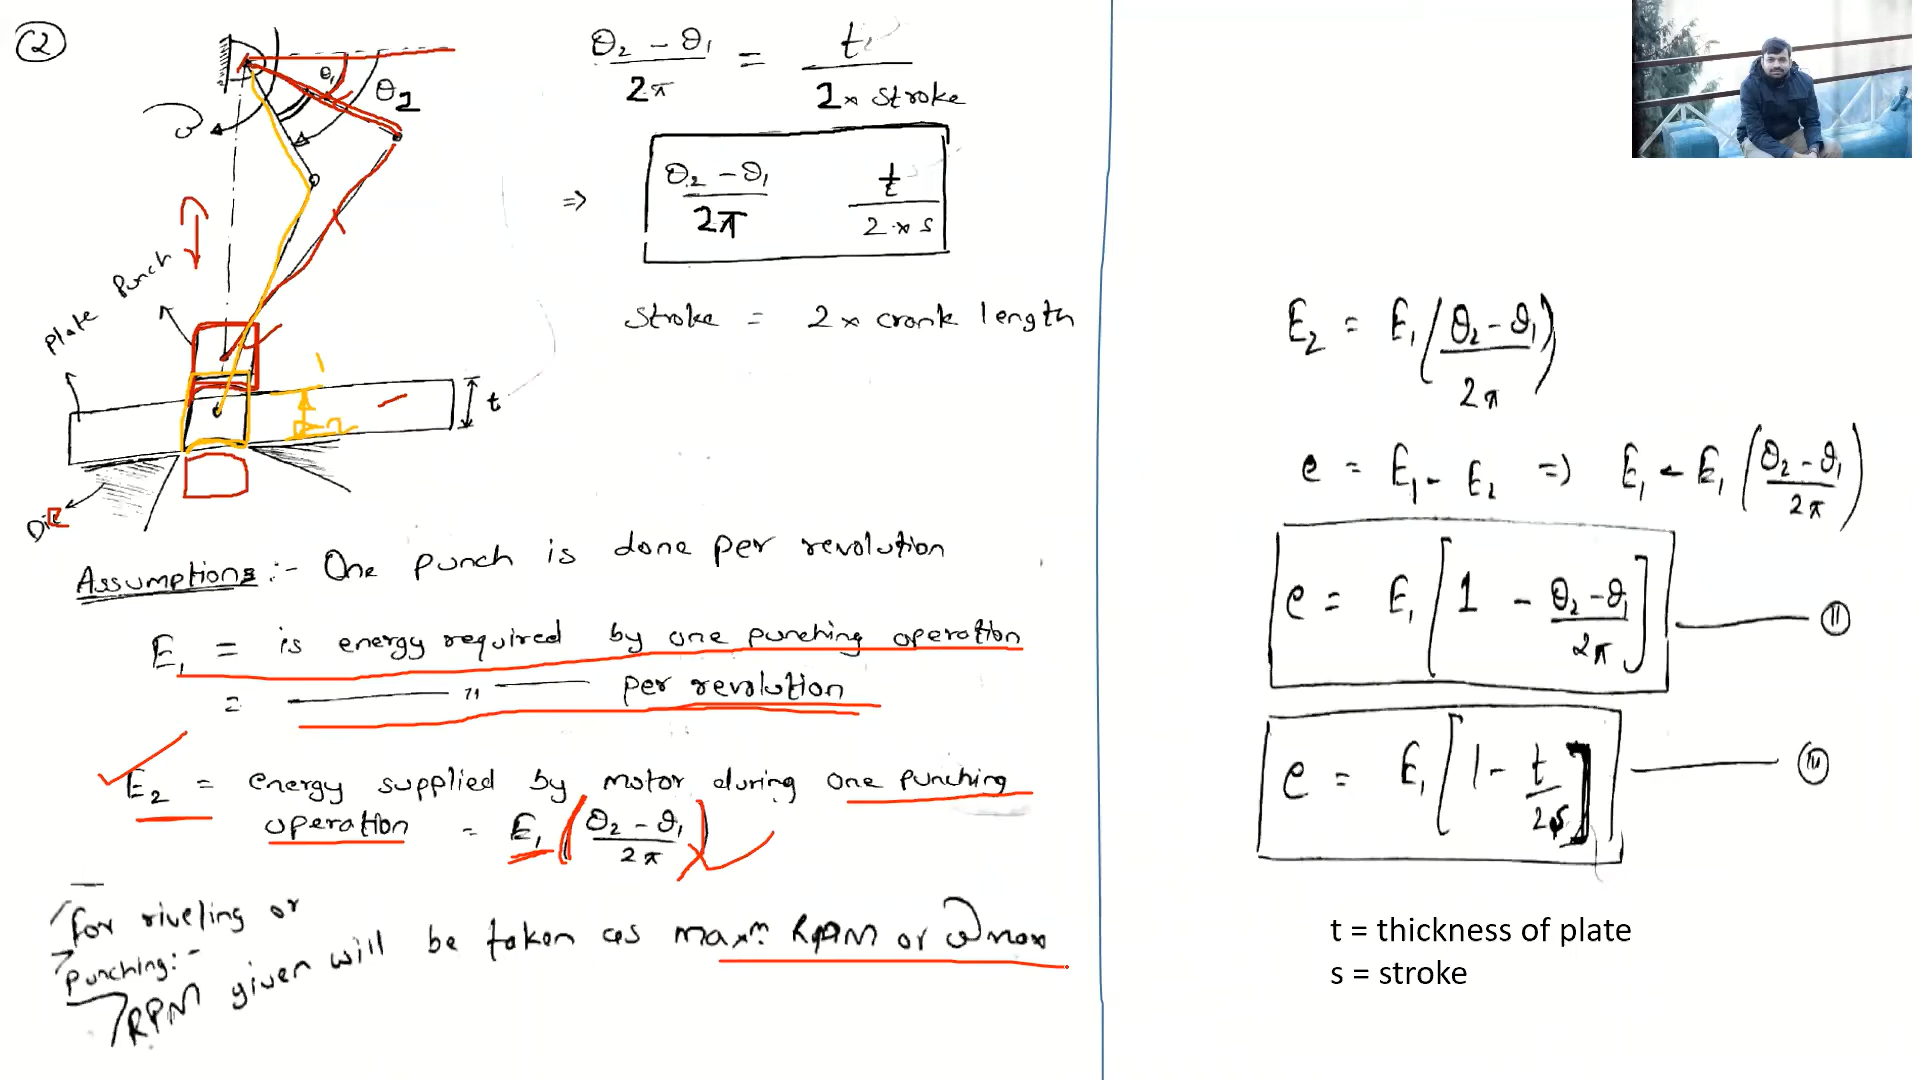 2
θ₂ - θ₁ / 2π = t / 2 × stroke
θ₁
θ₂
ω
⇒ θ₂ - θ₁ / 2π t / 2 × s
Punch
Plate
stroke = 2 × crank length
1
2
t
Die
Assumptions :- One punch is done per revolution
E₁ = is energy required by one punching operation
= —— " —— per revolution
E₂ = energy supplied by motor during one punching
operation = E₁ ( θ₂ - θ₁ / 2π )
for riveling or
punching :-
RPM given will be taken as maxm RPM or ωmax
E₂ = E₁ ( θ₂ - θ₁ / 2π )
e = E₁ - E₂ ⇒ E₁ - E₁ ( θ₂ - θ₁ / 2π )
e = E₁ [ 1 - θ₂ - θ₁ / 2π ] —— II
e = E₁ [ 1 - t / 2s ] ——
t = thickness of plate
s = stroke